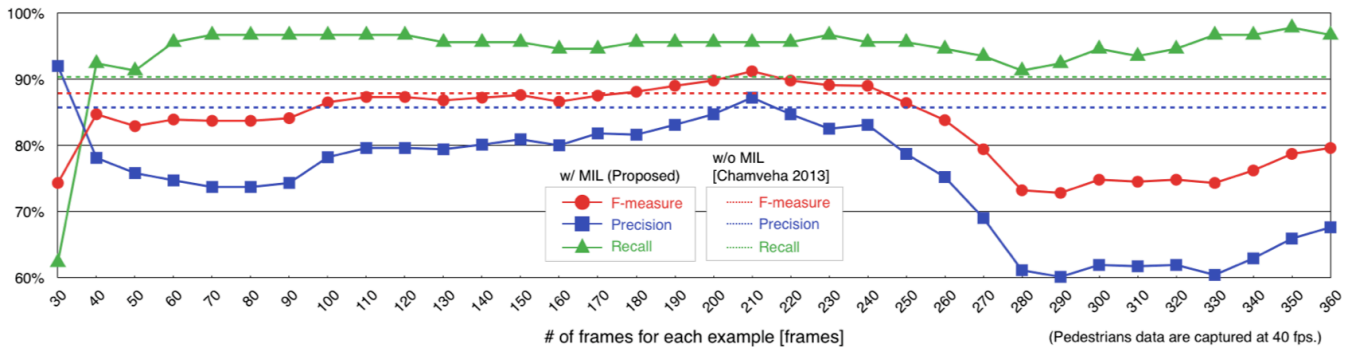 100%
90%
80%
70%
60%
w/ MIL (Proposed)
F-measure
Precision
Recall
w/o MIL
[Chamveha 2013]
F-measure
Precision
Recall
30 40 50 60 70 80 90 100 110 120 130 140 150 160 170 180 190 200 210 220 230 240 250 260 270 280 290 300 310 320 330 340 350 360
# of frames for each example [frames]
(Pedestrians data are captured at 40 fps.)